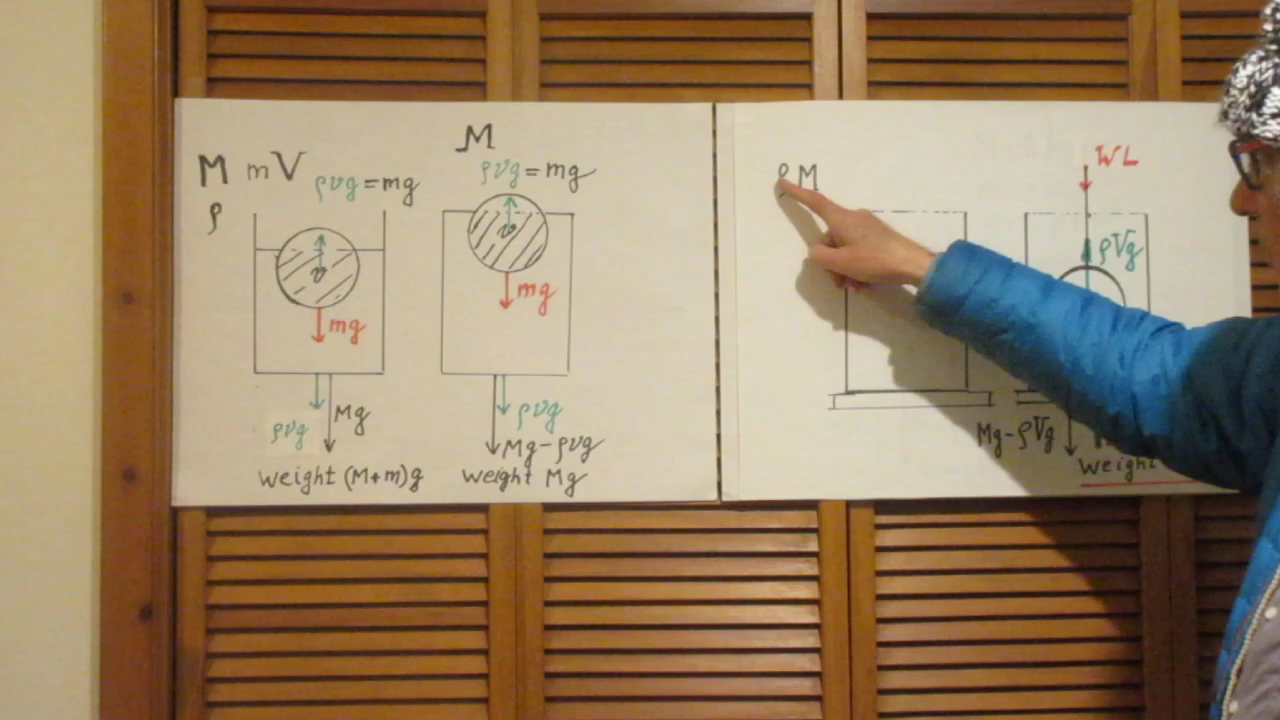 M mV
ρvg=mg
ρ
v
mg
ρvg
Mg
weight (M+m)g
M
ρvg=mg
v
mg
ρvg
Mg-ρvg
weight Mg
ρM
WL
ρVg
Mg-ρVg
weight